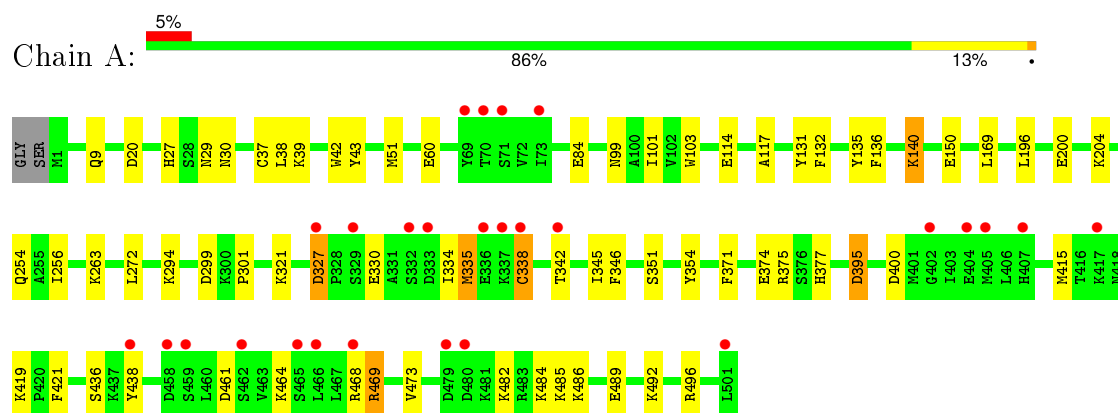 5%
Chain A:
86% 13% •
GLY SER M1 Q9 D20 H27 S28 N29 N30 C37 L38 K39 W42 Y43 M51 E60 Y69 T70 S71 V72 I73 E84 N99 A100 I101 V102 W103 E114 A117 Y131 F132 Y135 F136 K140 E150 L169 L196 E200 K204
Q254 A255 I256 K263 L272 K294 D299 K300 P301 K321 D327 P328 S329 E330 A331 S332 D333 I334 M335 E336 K337 C338 T342 I345 F346 S351 Y354 F371 E374 R375 S376 H377 D395 D400 M401 G402 I403 E404 M405 L406 H407 M415 T416 K417 N418
K419 P420 F421 S436 K437 Y438 D458 S459 L460 D461 S462 V463 K464 S465 L466 L467 R468 R469 V473 D479 D480 K481 K482 R483 K484 K485 K486 E489 K492 R496 L501